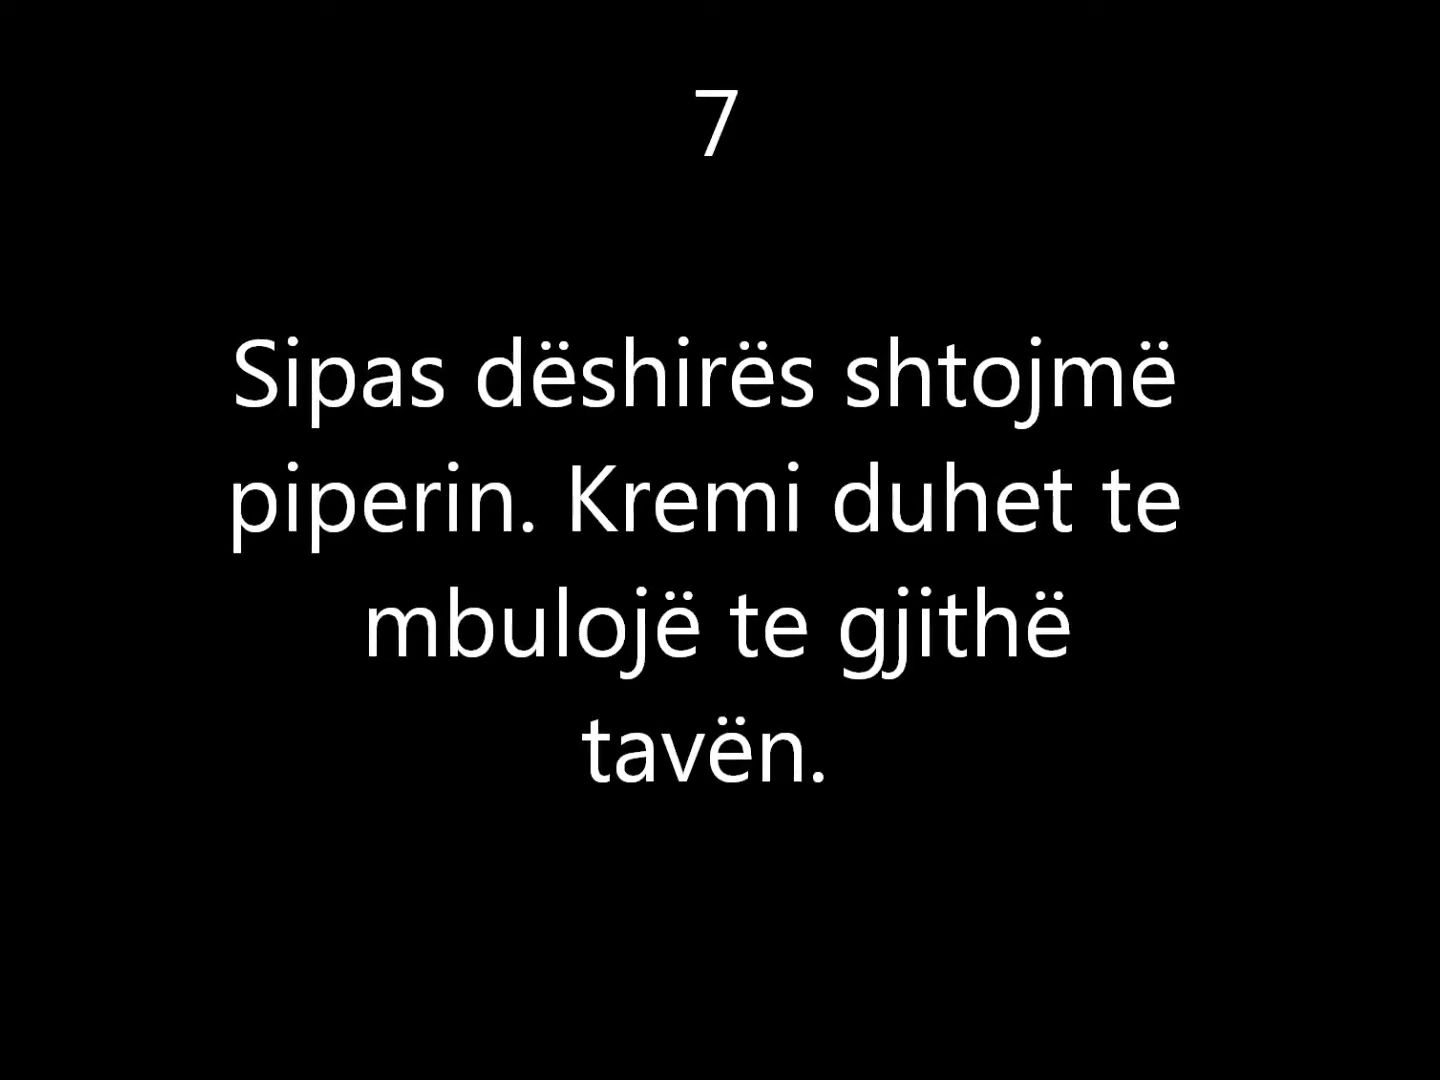 7
Sipas dëshirës shtojmë
piperin. Kremi duhet te
mbulojë te gjithë
tavën.